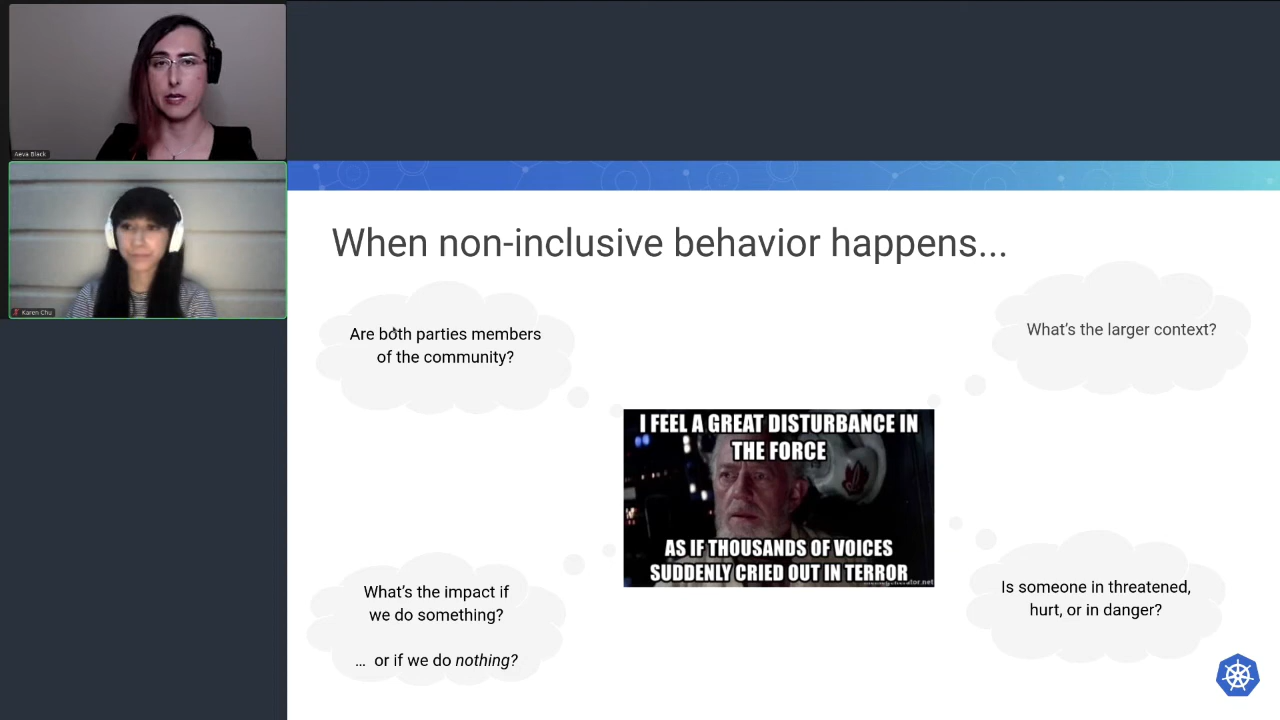 Aeva Black
Karen Chu
When non-inclusive behavior happens...
Are both parties members
of the community?
What's the larger context?
I FEEL A GREAT DISTURBANCE IN
THE FORCE
AS IF THOUSANDS OF VOICES
SUDDENLY CRIED OUT IN TERROR
What's the impact if
we do something?
... or if we do nothing?
Is someone in threatened,
hurt, or in danger?